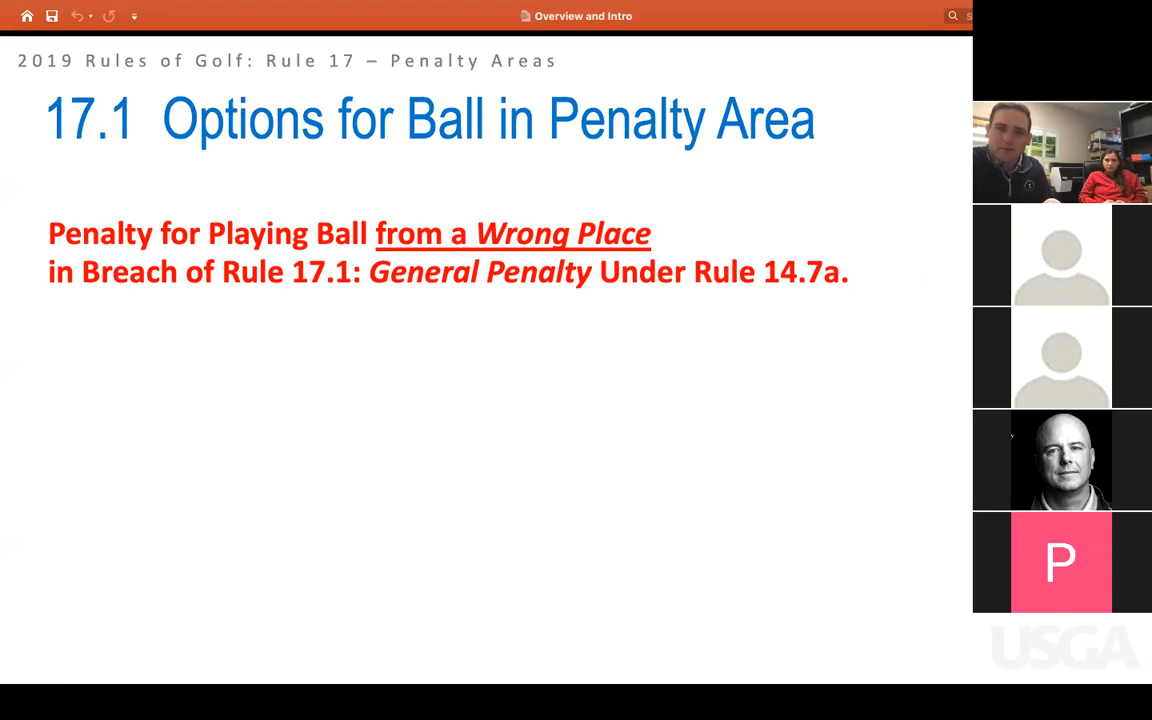 Overview and Intro
S
2019 Rules of Golf: Rule 17 – Penalty Areas
17.1 Options for Ball in Penalty Area
Penalty for Playing Ball from a Wrong Place
in Breach of Rule 17.1: General Penalty Under Rule 14.7a.
P
USGA